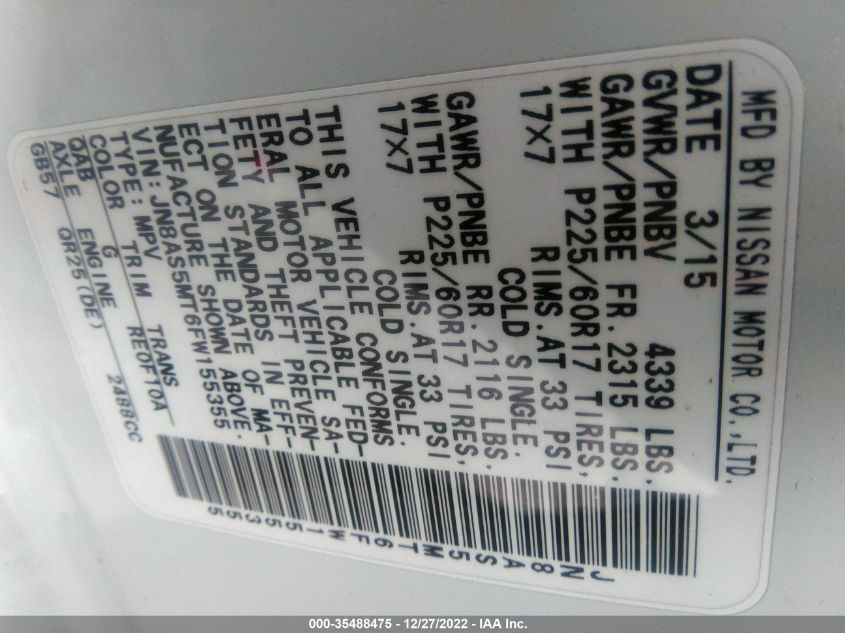 MFD BY NISSAN MOTOR CO.,LTD.
DATE 3/15
GVWR/PNBV 4339 LBS.
GAWR/PNBE FR. 2315 LBS.
WITH P225/60R17 TIRES,
17X7 RIMS.AT 33 PSI
COLD SINGLE.
GAWR/PNBE RR. 2116 LBS.
WITH P225/60R17 TIRES,
17X7 RIMS.AT 33 PSI
COLD SINGLE.
THIS VEHICLE CONFORMS
TO ALL APPLICABLE FED-
ERAL MOTOR VEHICLE SA-
FETY AND THEFT PREVEN-
TION STANDARDS IN EFF-
ECT ON THE DATE OF MA-
NUFACTURE SHOWN ABOVE.
VIN:JN8AS5MT6FW155355
TYPE:MPV
COLOR TRIM TRANS
QAB G RE0F10A
AXLE ENGINE
GB57 QR25(DE) 2488CC
JN8AS5MT6FW155355
000-35488475 - 12/27/2022 - IAA Inc.